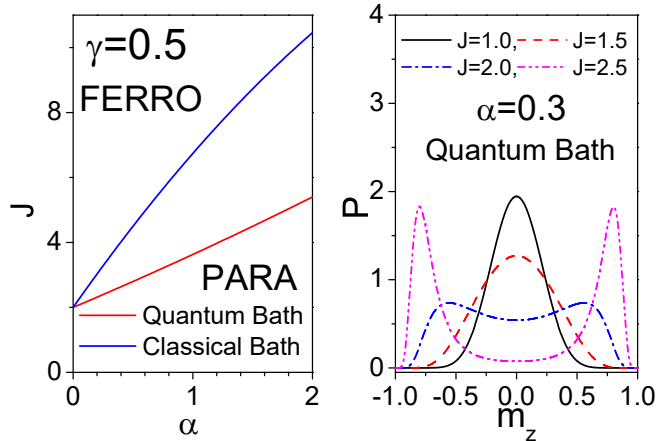 γ=0.5
FERRO
PARA
Quantum Bath
Classical Bath
J
10
8
4
0
0
1
2
α
J=1.0, J=1.5
J=2.0, J=2.5
α=0.3
Quantum Bath
P
4
3
2
1
0
-1.0 -0.5 0.0 0.5 1.0
m_z